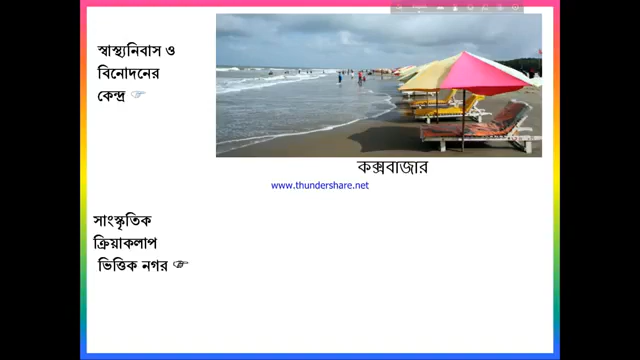 স্বাস্থ্যনিবাস ও
বিনোদনের
কেন্দ্র ☞
কক্সবাজার
www.thundershare.net
সাংস্কৃতিক
ক্রিয়াকলাপ
ভিত্তিক নগর ☞